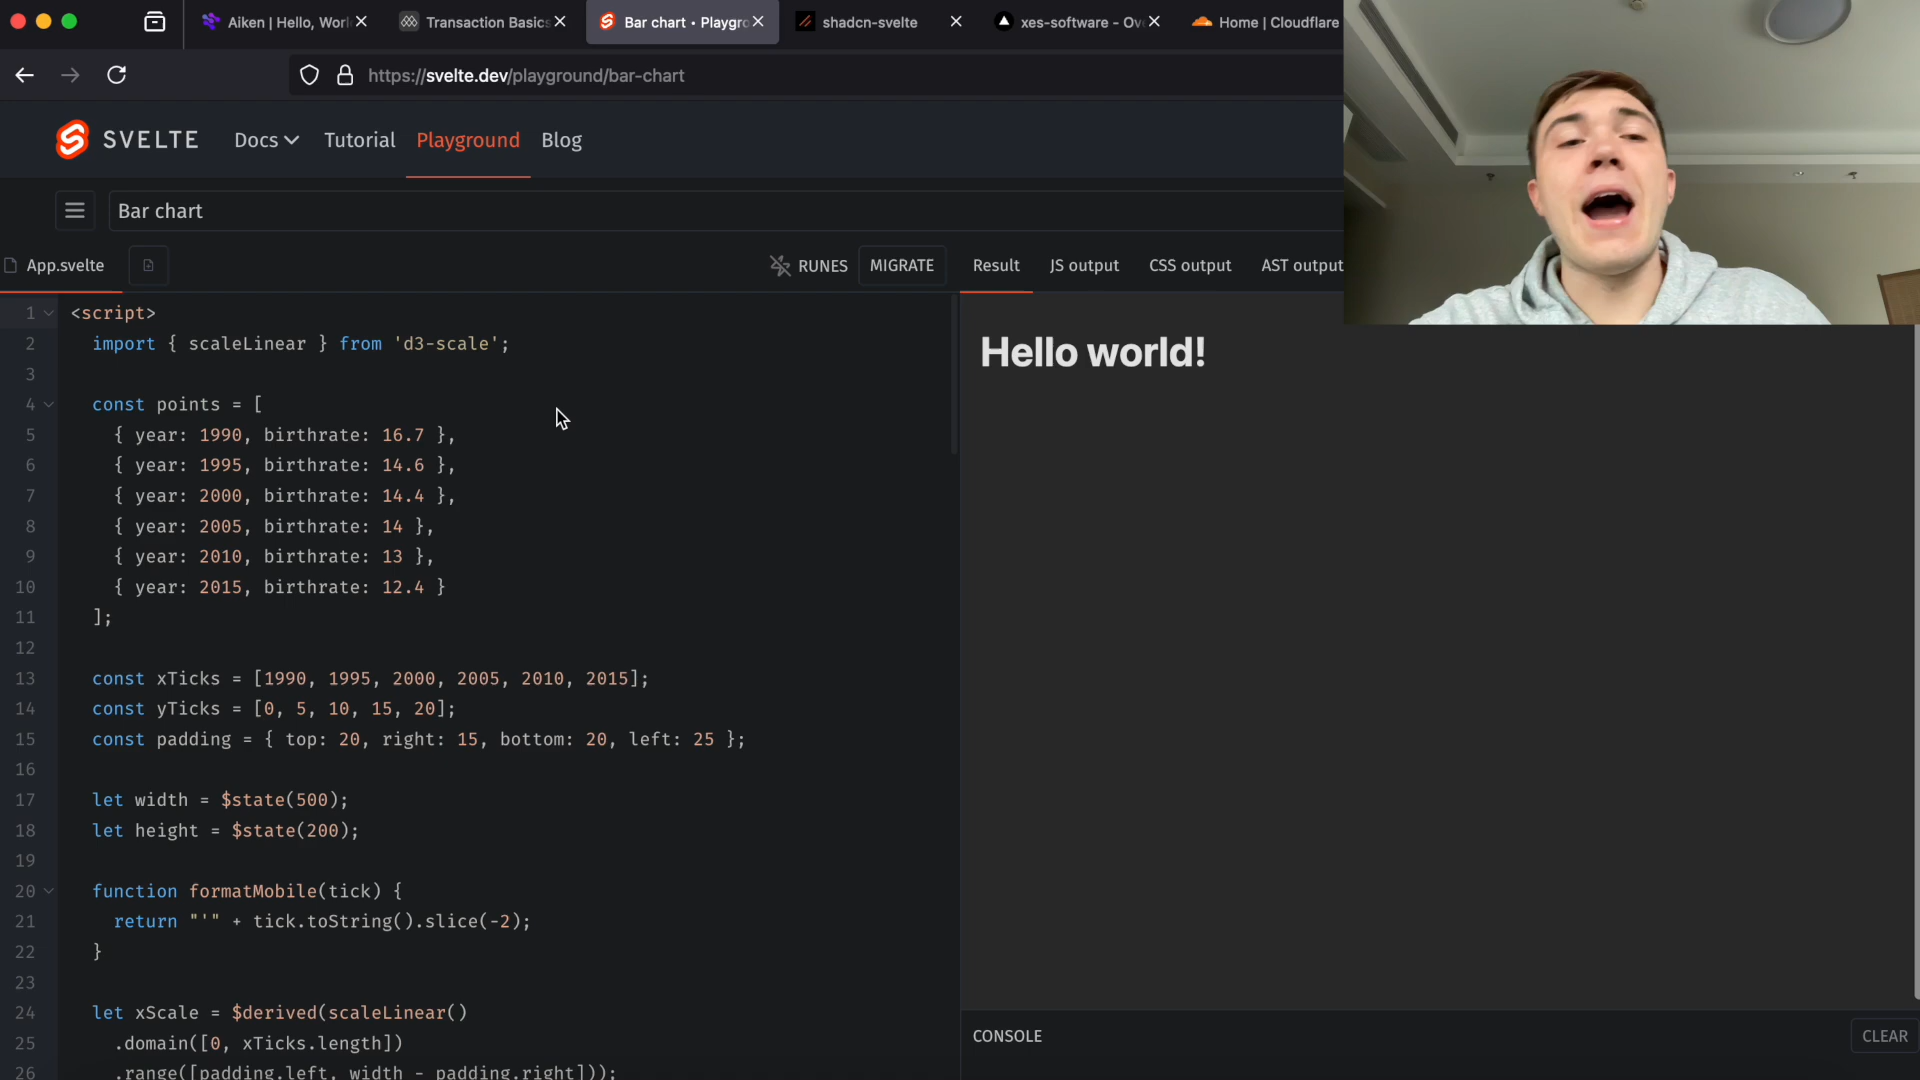 Aiken | Hello, Worl
Transaction Basics
Bar chart • Playgro
shadcn-svelte
xes-software - Ov
Home | Cloudflare
https://svelte.dev/playground/bar-chart
SVELTE
Docs
Tutorial
Playground
Blog
Bar chart
App.svelte
RUNES
MIGRATE
Result
JS output
CSS output
AST output
1 <script>
2 import { scaleLinear } from 'd3-scale';
3
4 const points = [
5 { year: 1990, birthrate: 16.7 },
6 { year: 1995, birthrate: 14.6 },
7 { year: 2000, birthrate: 14.4 },
8 { year: 2005, birthrate: 14 },
9 { year: 2010, birthrate: 13 },
10 { year: 2015, birthrate: 12.4 }
11 ];
12
13 const xTicks = [1990, 1995, 2000, 2005, 2010, 2015];
14 const yTicks = [0, 5, 10, 15, 20];
15 const padding = { top: 20, right: 15, bottom: 20, left: 25 };
16
17 let width = $state(500);
18 let height = $state(200);
19
20 function formatMobile(tick) {
21 return "'" + tick.toString().slice(-2);
22 }
23
24 let xScale = $derived(scaleLinear()
25 .domain([0, xTicks.length])
26 .range([padding.left, width - padding.right]));
Hello world!
CONSOLE
CLEAR